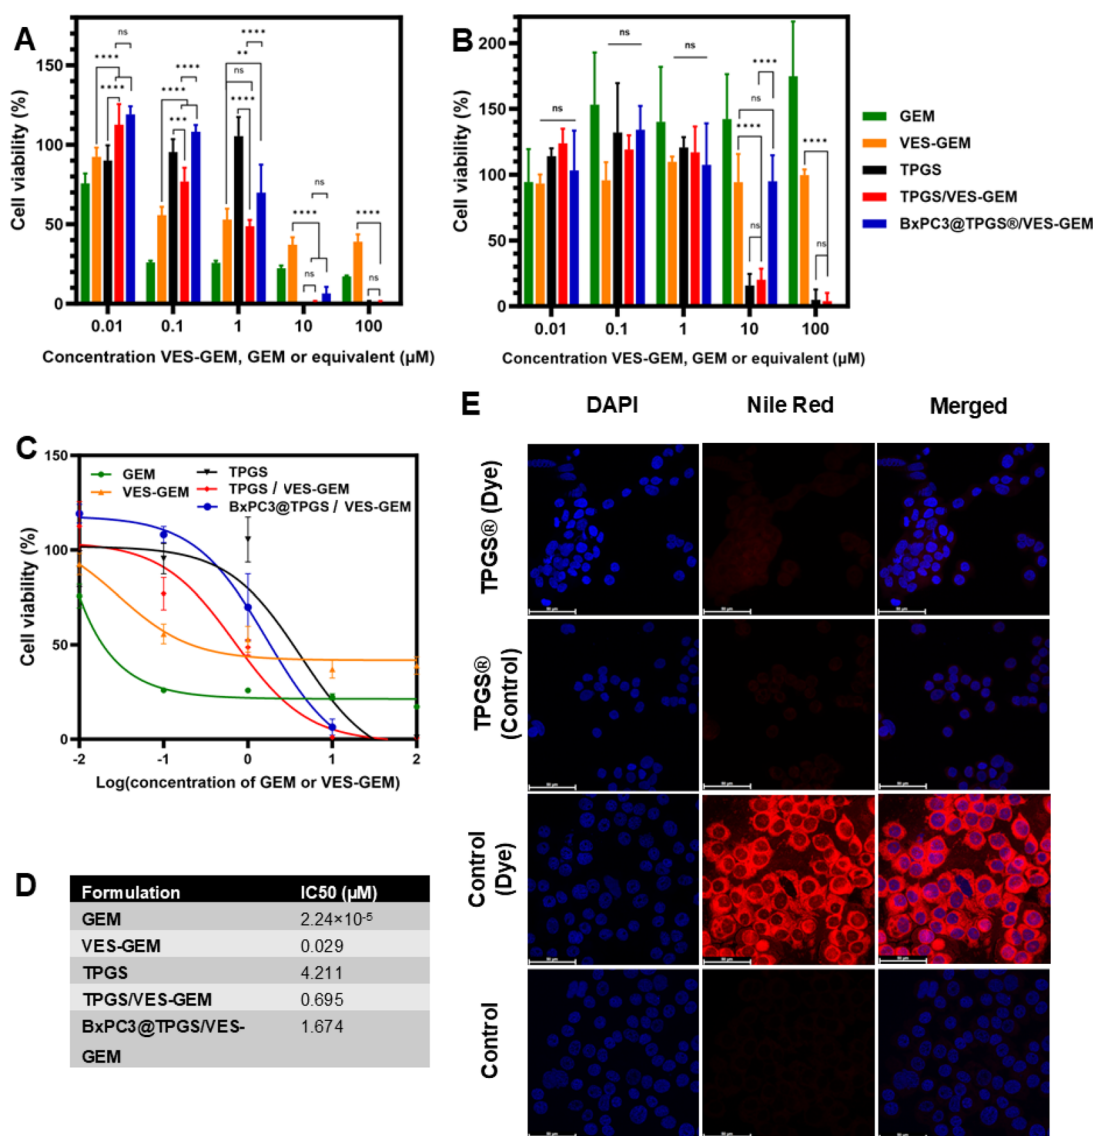 A
Cell viability (%)
150
100
50
0
0.01 0.1 1 10 100
Concentration VES-GEM, GEM or equivalent (µM)
ns
****
****
****
****
***
****
**
ns
****
ns
****
ns
****
ns
B
Cell viability (%)
200
150
100
50
0
0.01 0.1 1 10 100
Concentration VES-GEM, GEM or equivalent (µM)
ns
ns
ns
****
ns
****
ns
****
ns
GEM
VES-GEM
TPGS
TPGS/VES-GEM
BxPC3@TPGS®/VES-GEM
C
Cell viability (%)
150
100
50
0
-2 -1 0 1 2
Log(concentration of GEM or VES-GEM)
GEM
VES-GEM
TPGS
TPGS / VES-GEM
BxPC3@TPGS / VES-GEM
D
Formulation IC50 (µM)
GEM 2.24×10-5
VES-GEM 0.029
TPGS 4.211
TPGS/VES-GEM 0.695
BxPC3@TPGS/VES- 1.674
GEM
E
DAPI Nile Red Merged
TPGS® (Dye)
TPGS®
(Control)
Control
(Dye)
Control